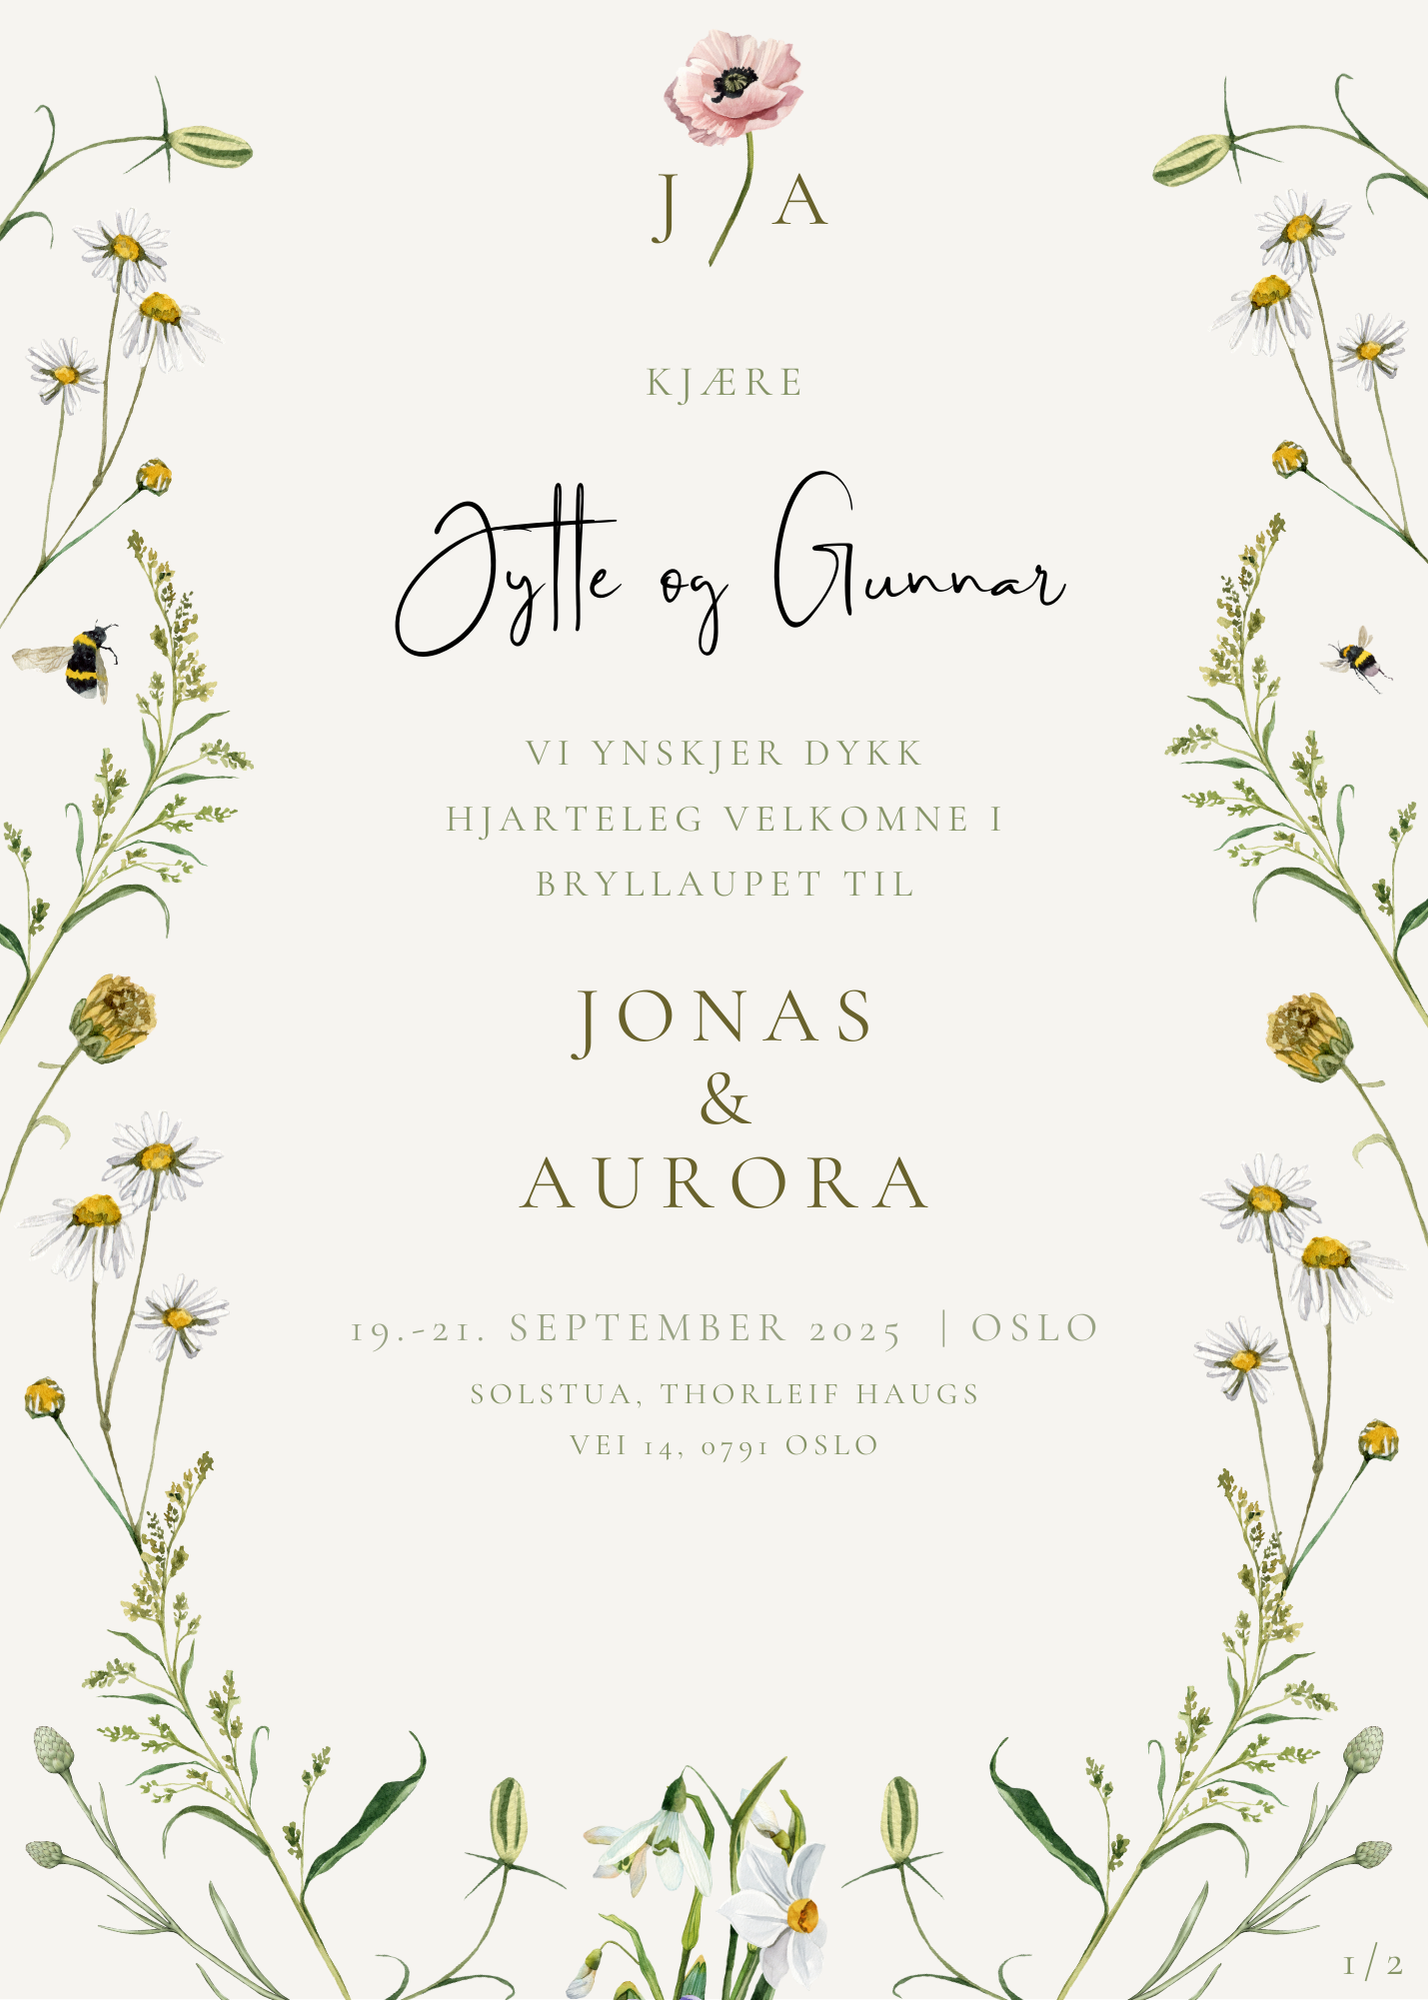 J A
KJÆRE
Jytte og Gunnar
VI YNSKJER DYKK
HJARTELEG VELKOMNE I
BRYLLAUPET TIL
JONAS
&
AURORA
19.-21. SEPTEMBER 2025 | OSLO
SOLSTUA, THORLEIF HAUGS
VEI 14, 0791 OSLO
1/2